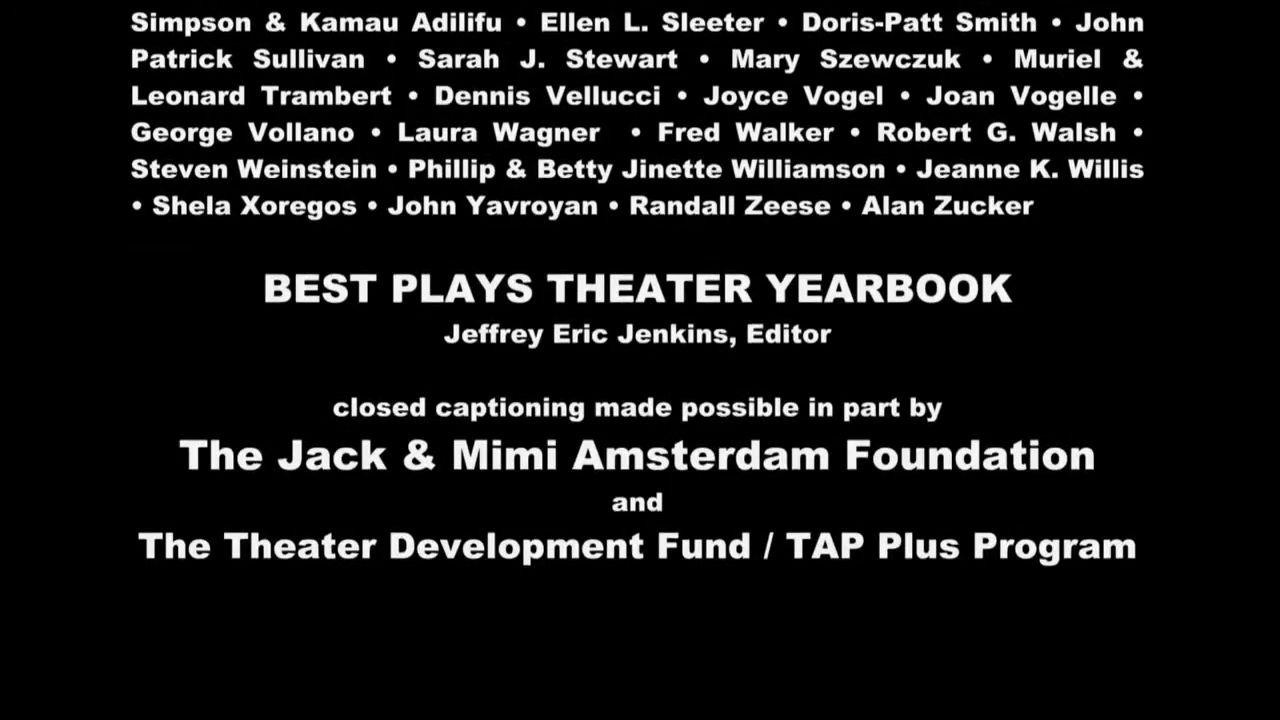 Simpson & Kamau Adilifu • Ellen L. Sleeter • Doris-Patt Smith • John
Patrick Sullivan • Sarah J. Stewart • Mary Szewczuk • Muriel &
Leonard Trambert • Dennis Vellucci • Joyce Vogel • Joan Vogelle •
George Vollano • Laura Wagner • Fred Walker • Robert G. Walsh •
Steven Weinstein • Phillip & Betty Jinette Williamson • Jeanne K. Willis
• Shela Xoregos • John Yavroyan • Randall Zeese • Alan Zucker
BEST PLAYS THEATER YEARBOOK
Jeffrey Eric Jenkins, Editor
closed captioning made possible in part by
The Jack & Mimi Amsterdam Foundation
and
The Theater Development Fund / TAP Plus Program